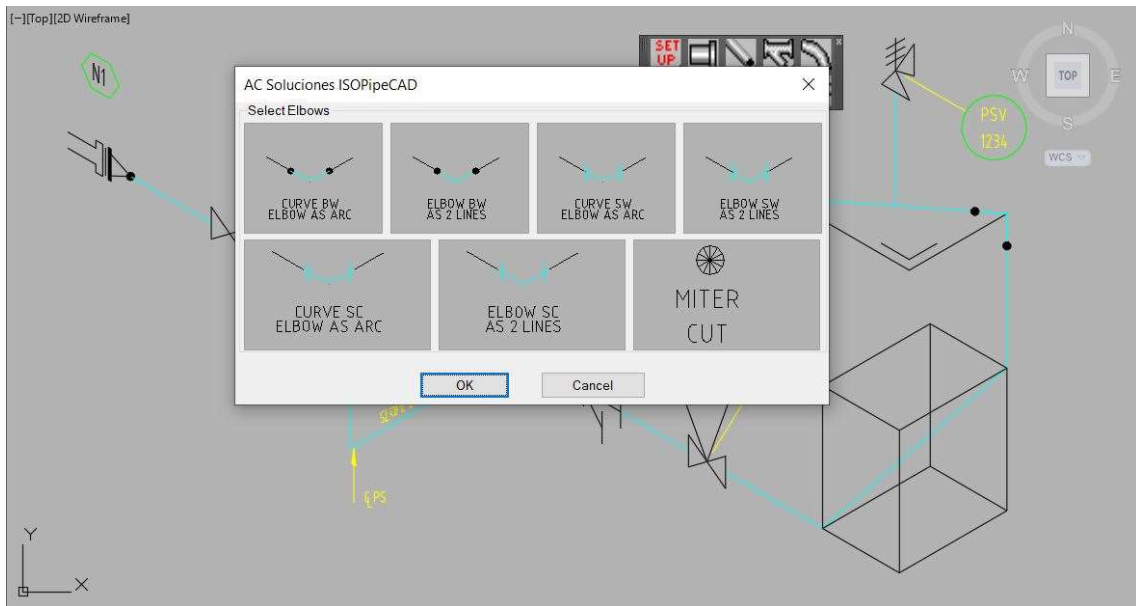 [−][Top][2D Wireframe]
N1
SET
UP
N
W
TOP
E
S
WCS
PSV
1234
AC Soluciones ISOPipeCAD
Select Elbows
CURVE BW
ELBOW AS ARC
ELBOW BW
AS 2 LINES
CURVE SW
ELBOW AS ARC
ELBOW SW
AS 2 LINES
CURVE SC
ELBOW AS ARC
ELBOW SC
AS 2 LINES
MITER
CUT
OK
Cancel
℄PS
Y
X